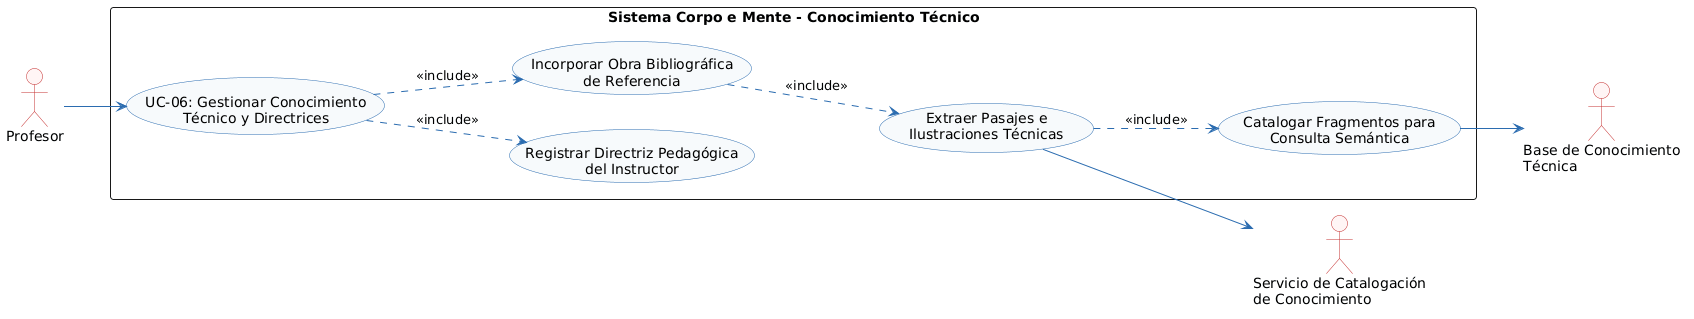 Sistema Corpo e Mente - Conocimiento Técnico
Profesor
UC-06: Gestionar Conocimiento
Técnico y Directrices
«include»
«include»
Incorporar Obra Bibliográfica
de Referencia
Registrar Directriz Pedagógica
del Instructor
«include»
Extraer Pasajes e
Ilustraciones Técnicas
«include»
Catalogar Fragmentos para
Consulta Semántica
Base de Conocimiento
Técnica
Servicio de Catalogación
de Conocimiento